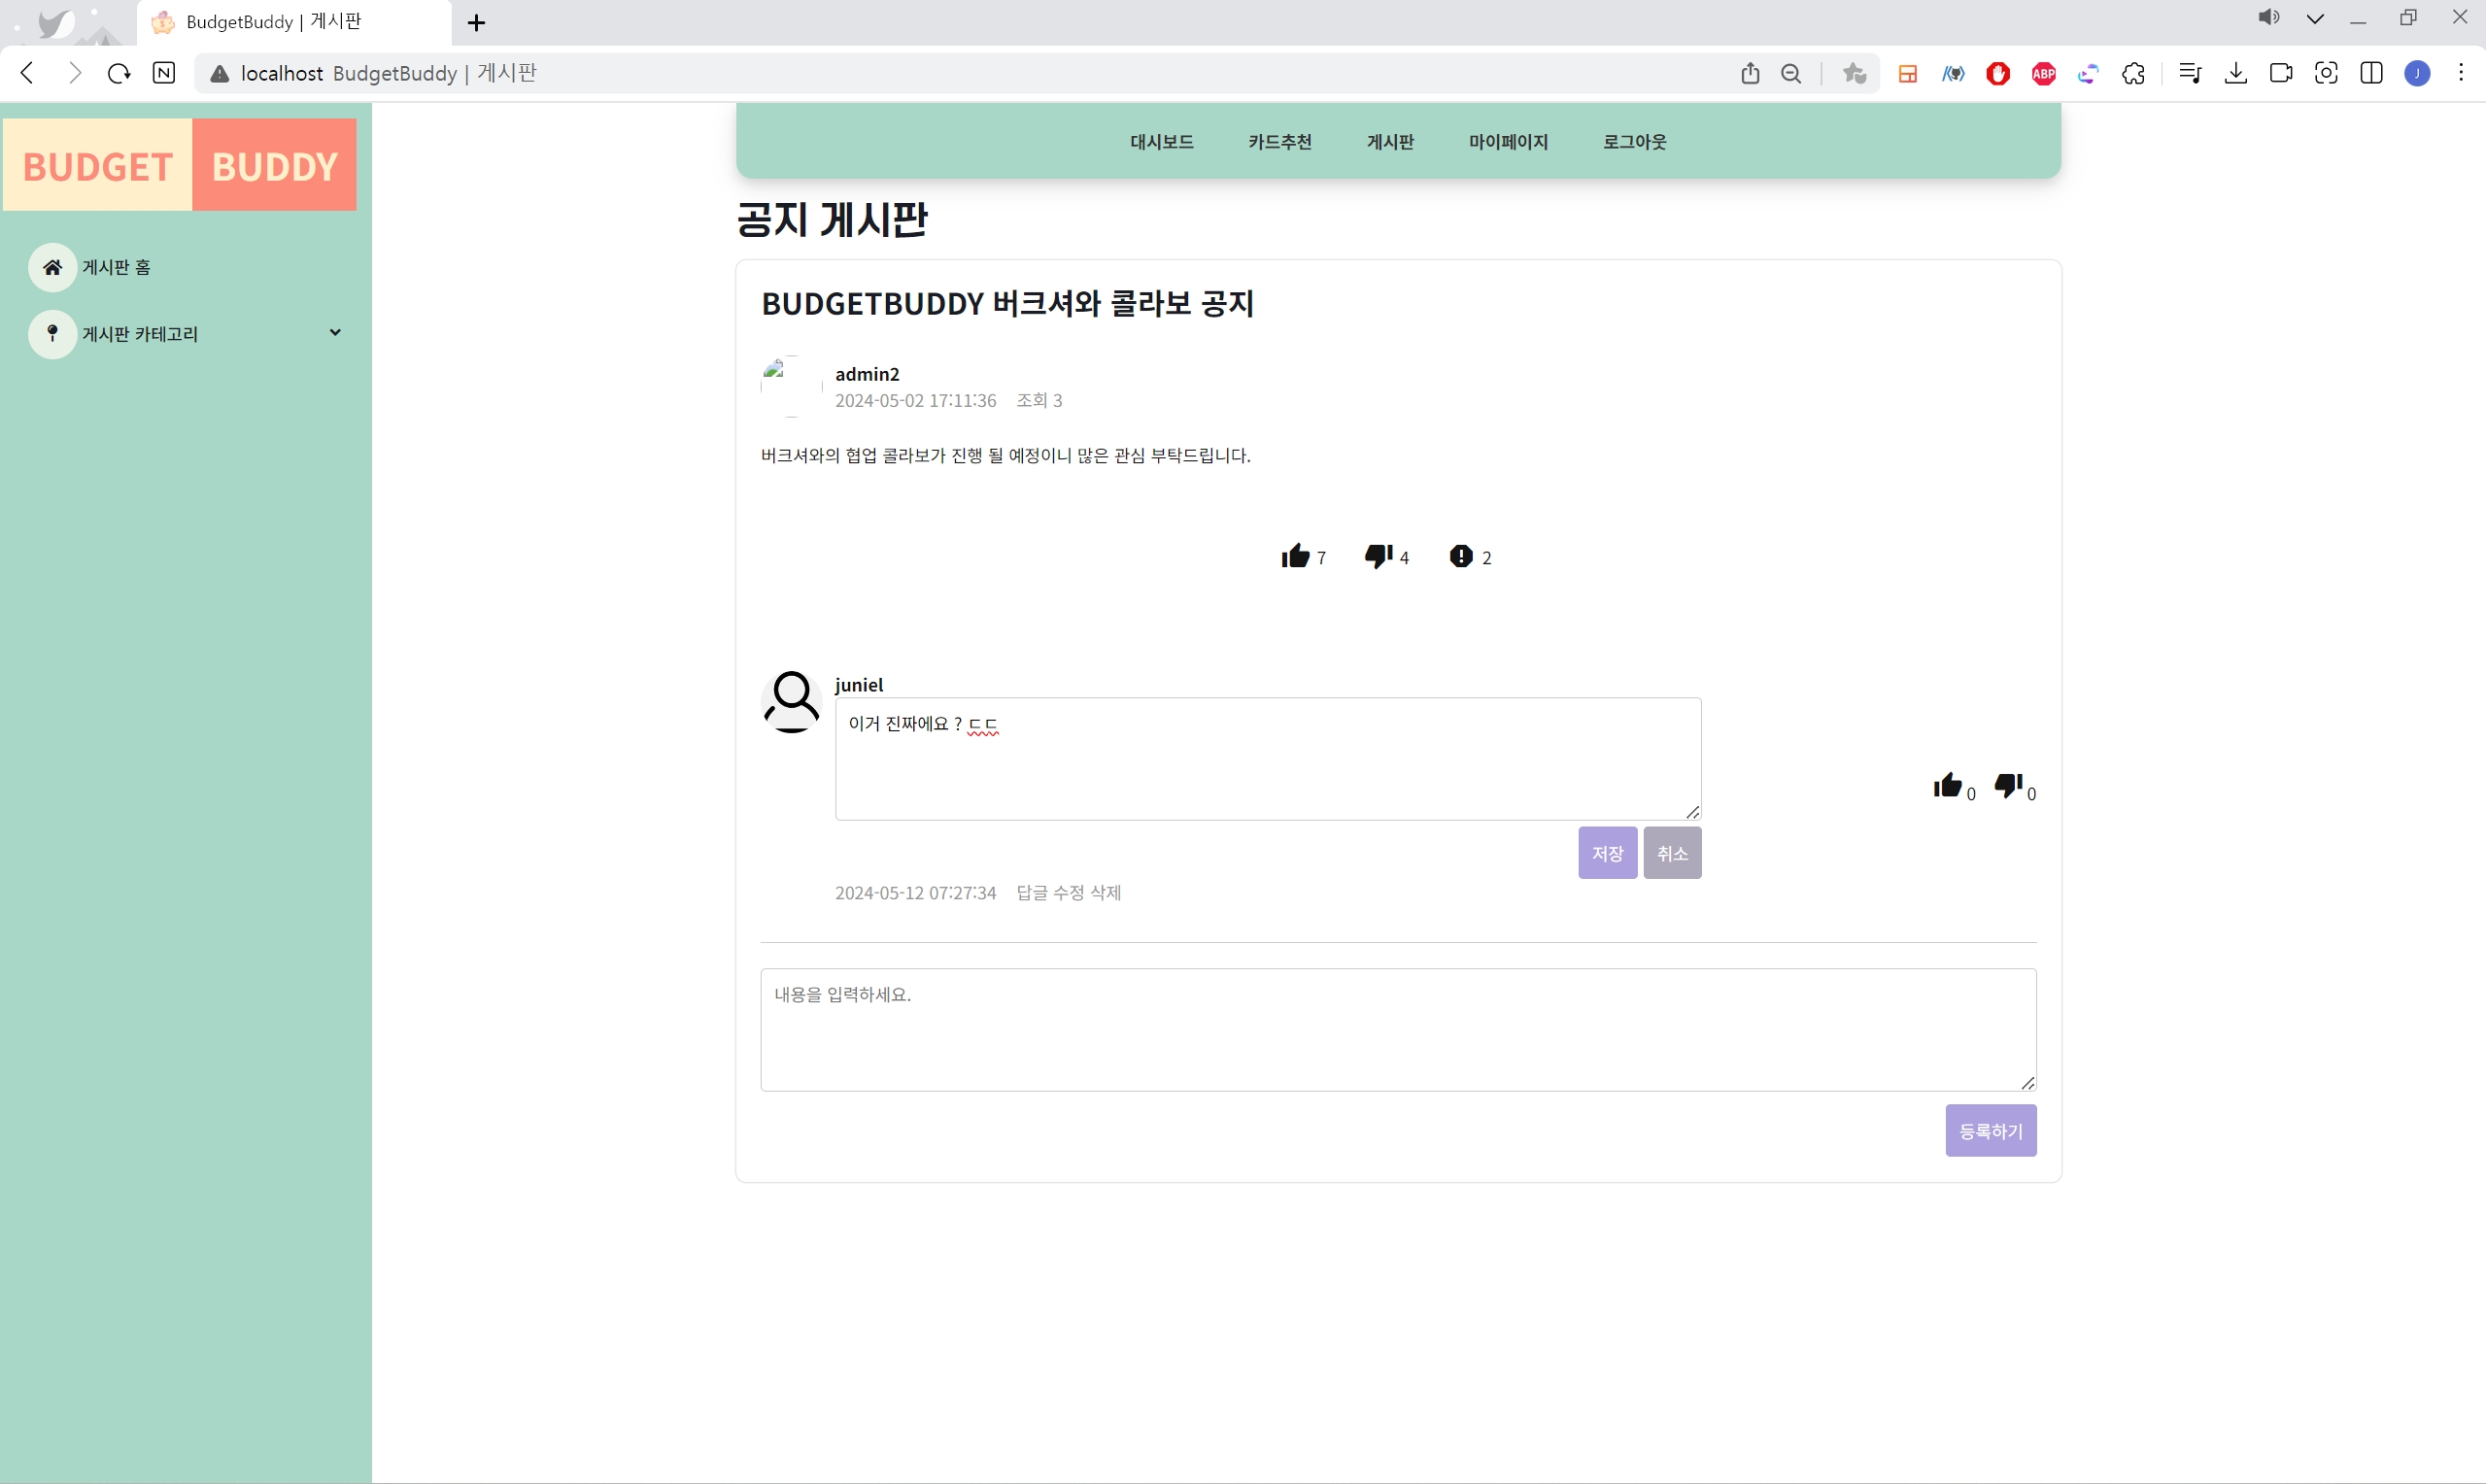 BudgetBuddy | 게시판
localhost BudgetBuddy | 게시판
N
ABP
J
BUDGET BUDDY
대시보드 카드추천 게시판 마이페이지 로그아웃
게시판 홈
게시판 카테고리
공지 게시판
BUDGETBUDDY 버크셔와 콜라보 공지
admin2
2024-05-02 17:11:36 조회 3
버크셔와의 협업 콜라보가 진행 될 예정이니 많은 관심 부탁드립니다.
7 4 2
juniel
이거 진짜에요 ? ㄷㄷ
0 0
저장 취소
2024-05-12 07:27:34 답글 수정 삭제
내용을 입력하세요.
등록하기